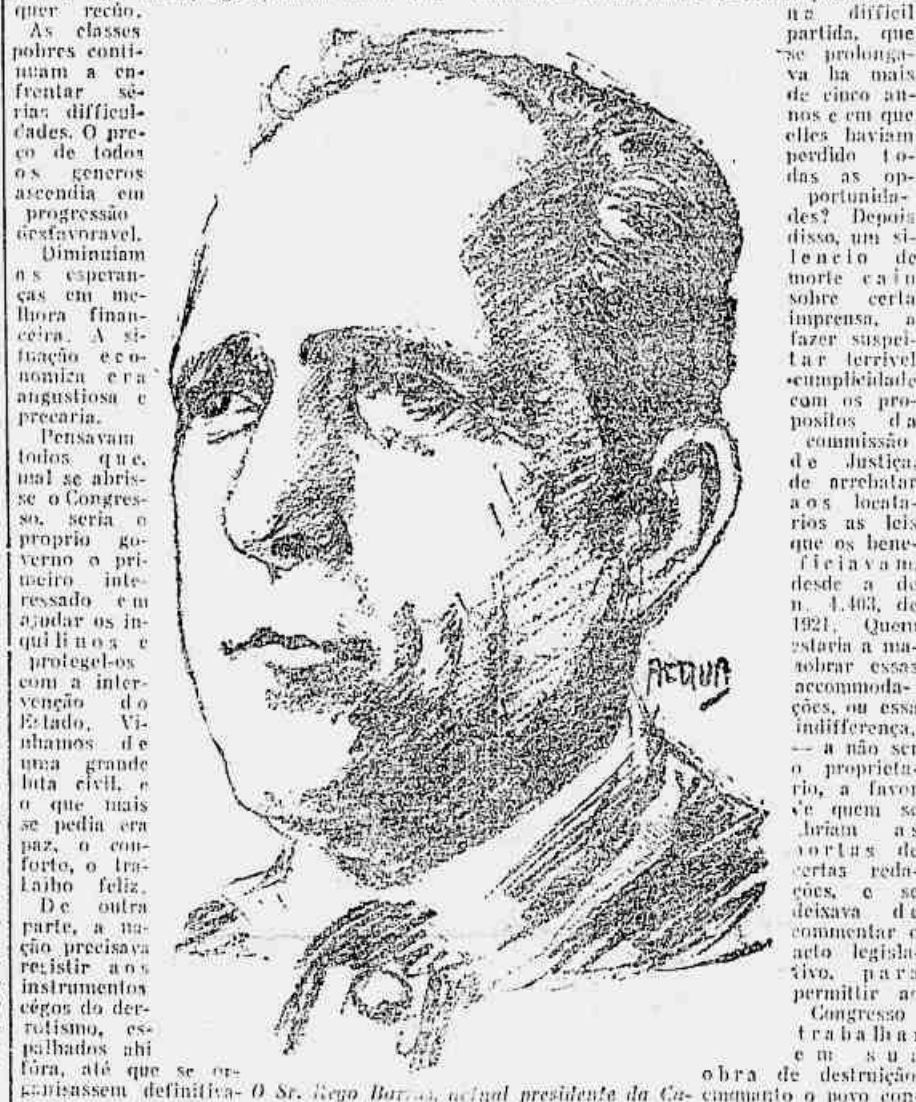 quer recúo.
As classes
pobres conti-
nuam a en-
frentar sé-
rias difficul-
dades. O pre-
ço de todos
os generos
ascendia em
progressão
desfavoravel.
Diminuiam
as esperan-
ças em me-
lhora finan-
ceira. A si-
tuação eco-
nomica era
angustiosa e
precaria.
Pensavam
todos que,
mal se abris-
se o Congres-
so, seria o
proprio go-
verno o pri-
meiro inte-
ressado em
ajudar os in-
quilinos e
protegel-os
com a inter-
venção do
Estado. Vi-
nhamos de
uma grande
luta civil, e
o que mais
se pedia era
paz, o con-
forto, o tra-
balho feliz.
De outra
parte, a na-
ção precisava
resistir aos
instrumentos
cégos do der-
rotismo, es-
palhados ahi
fóra, até que se or-
ganisassem definitiva-
ACQUA
O Sr. Rego Barros, actual presidente da Ca-
na difficil
partida, que
se prolonga-
va ha mais
de cinco an-
nos e em que
elles haviam
perdido to-
das as op-
portunida-
des? Depois
disso, um si-
lencio de
morte caiu
sobre certa
imprensa, a
fazer suspei-
tar terrivel
cumplicidade
com os pro-
positos da
commissão
de Justiça,
de arrebatar
aos locata-
rios as leis
que os bene-
ficiavam,
desde a de
n. 4.403, de
1921. Quem
estaria a ma-
nobrar essas
accommoda-
ções, ou essa
indifferença,
— a não ser
o proprieta-
rio, a favor
de quem se
abriam as
portas de
certas reda-
ções, e se
deixava de
commentar o
acto legisla-
tivo, para
permittir ao
Congresso
trabalhar
em sua
obra de destruição
emquanto o povo con-